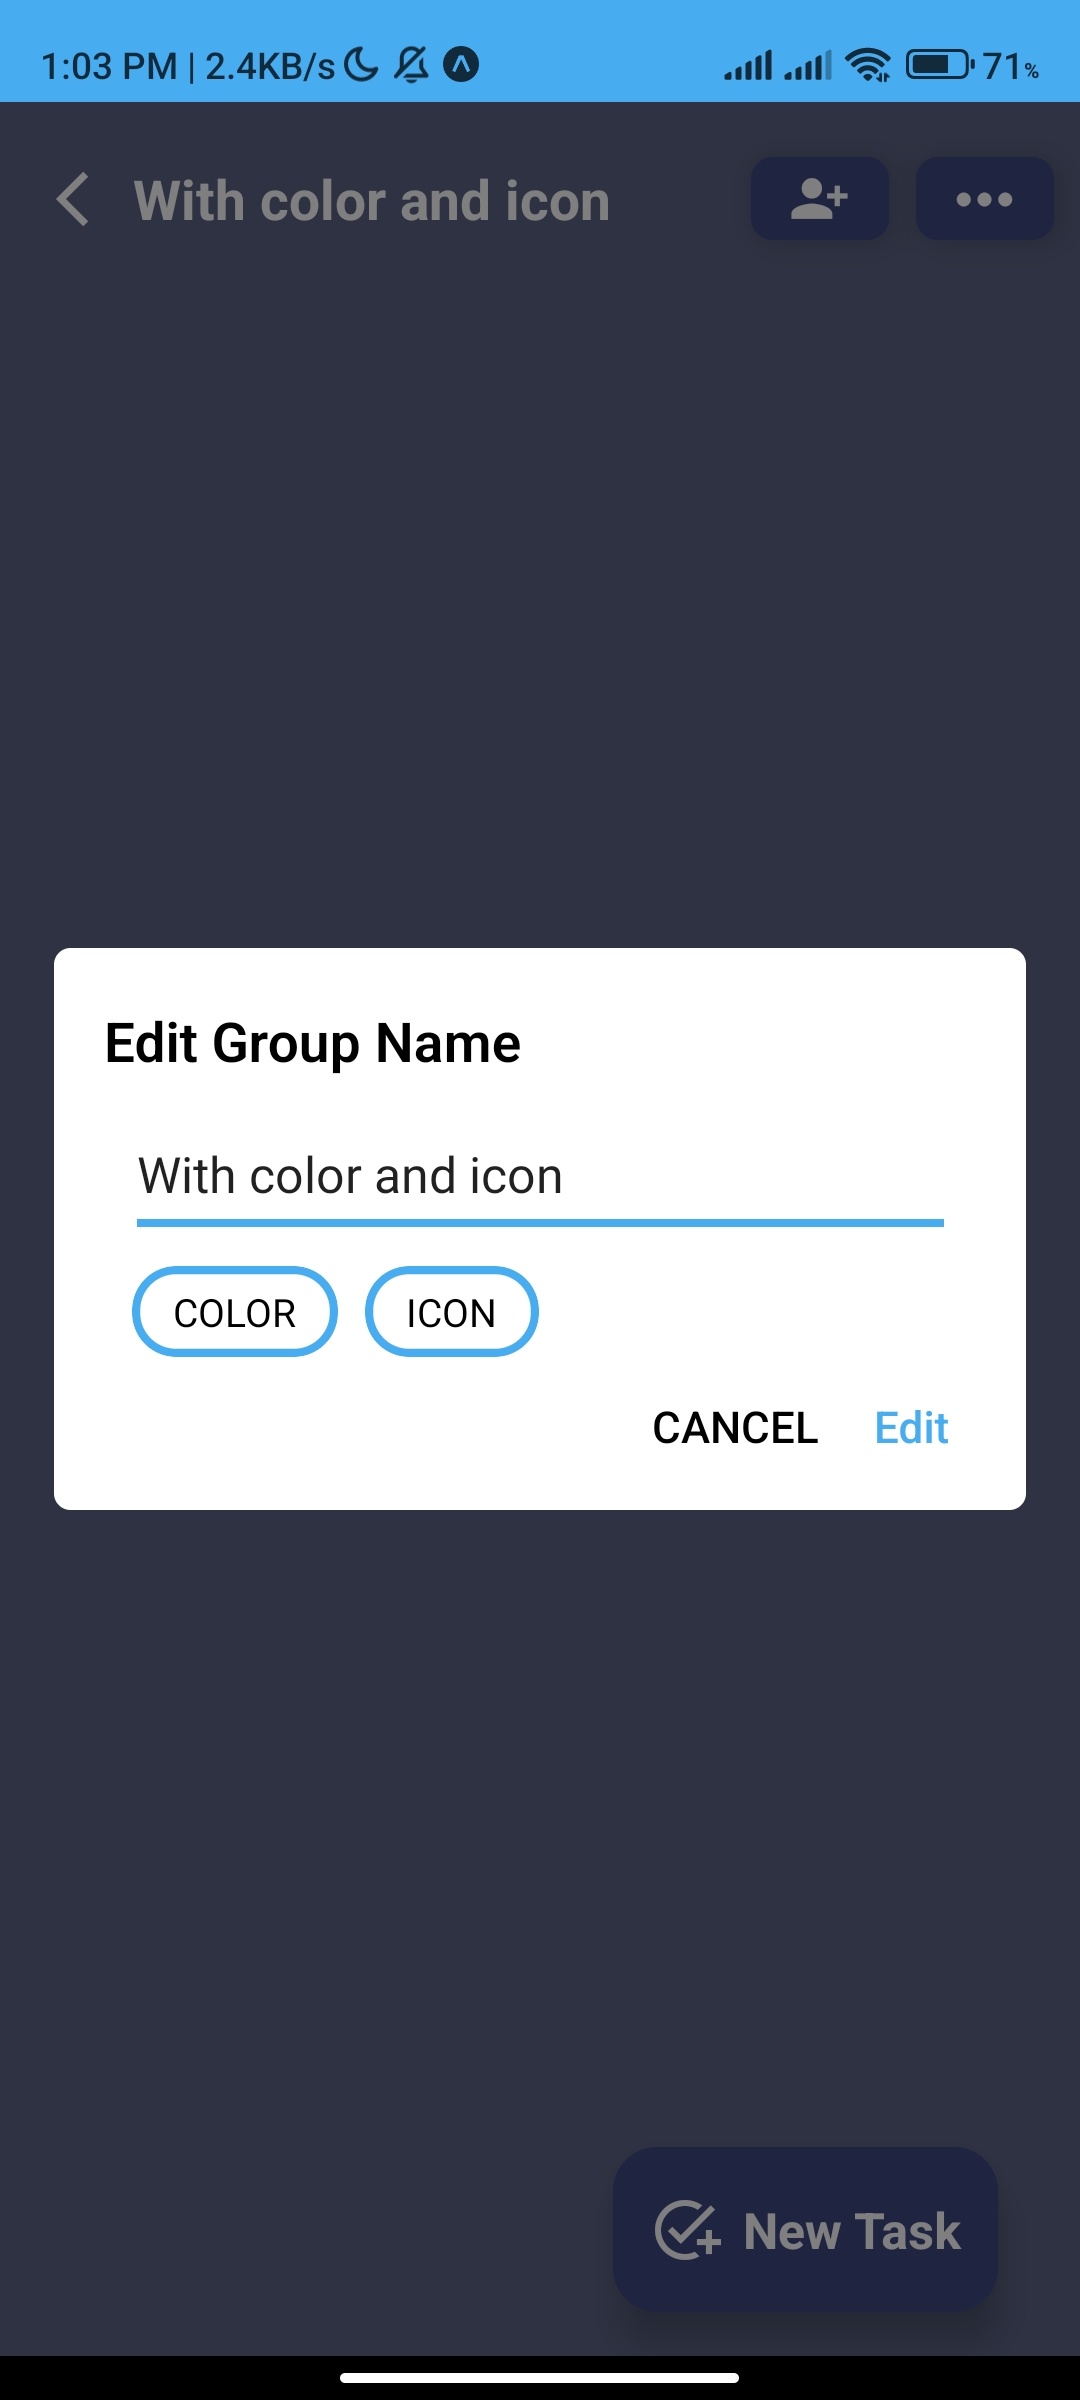 1:03 PM | 2.4KB/s 71%
With color and icon
Edit Group Name
With color and icon
COLOR ICON
CANCEL Edit
New Task